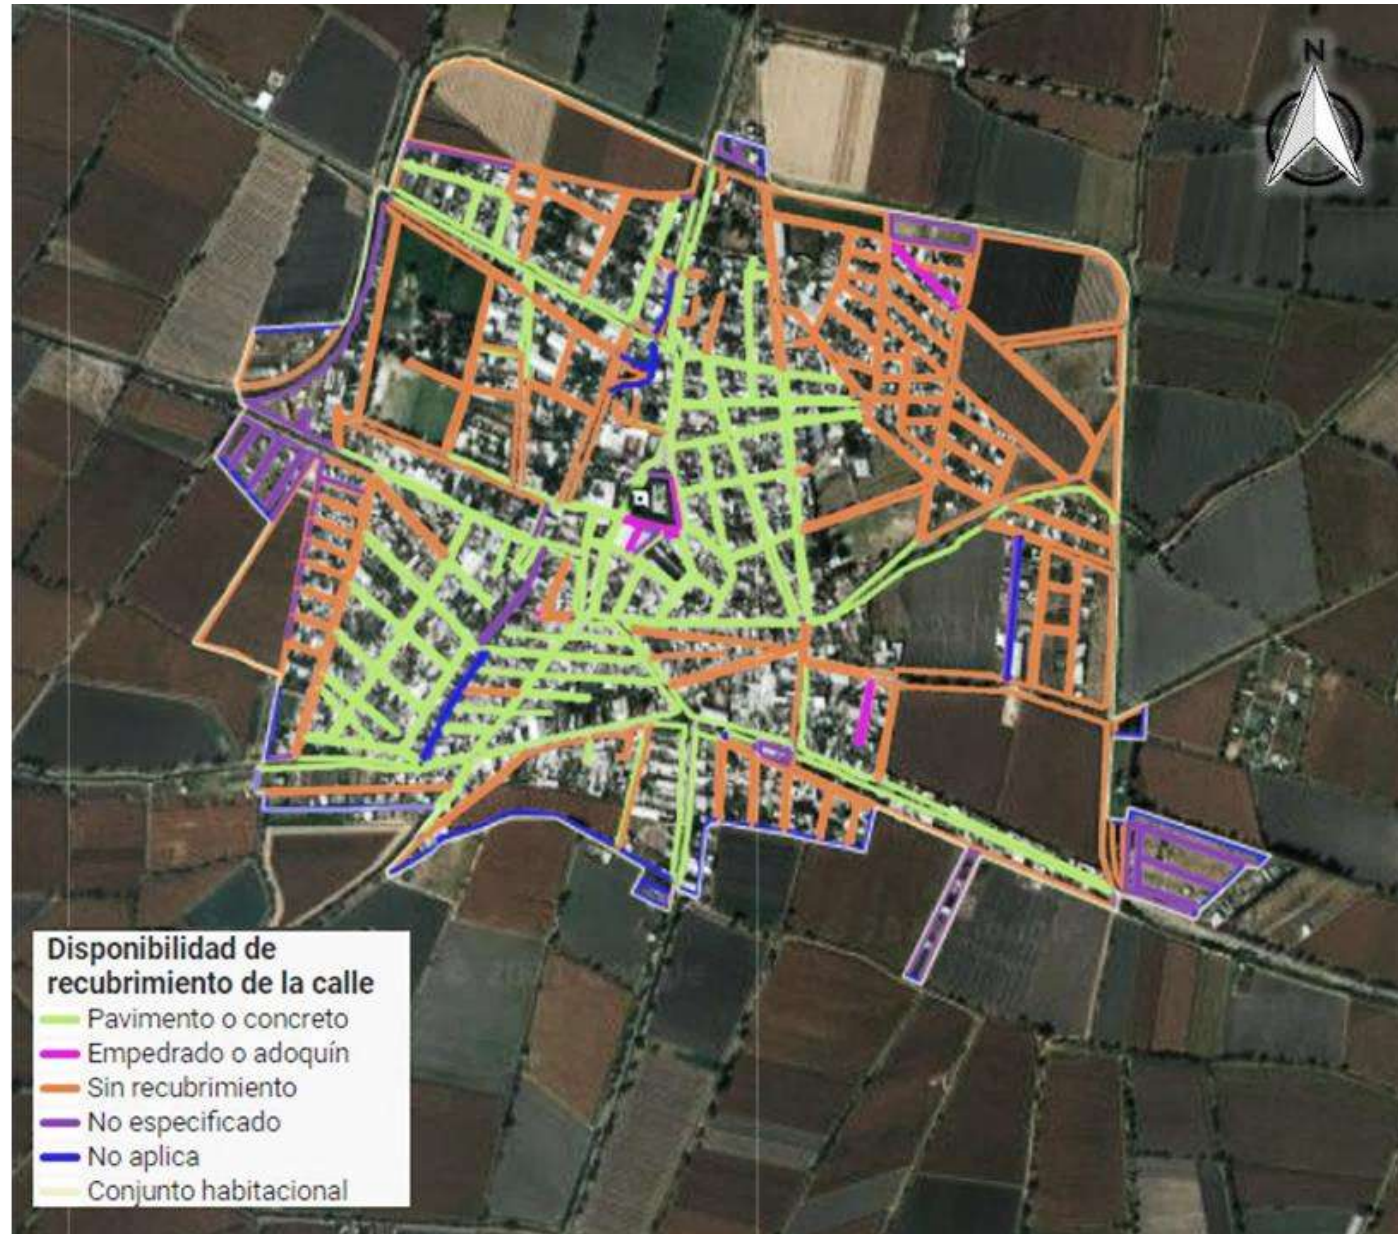 N
Disponibilidad de
recubrimiento de la calle
Pavimento o concreto
Empedrado o adoquín
Sin recubrimiento
No especificado
No aplica
Conjunto habitacional